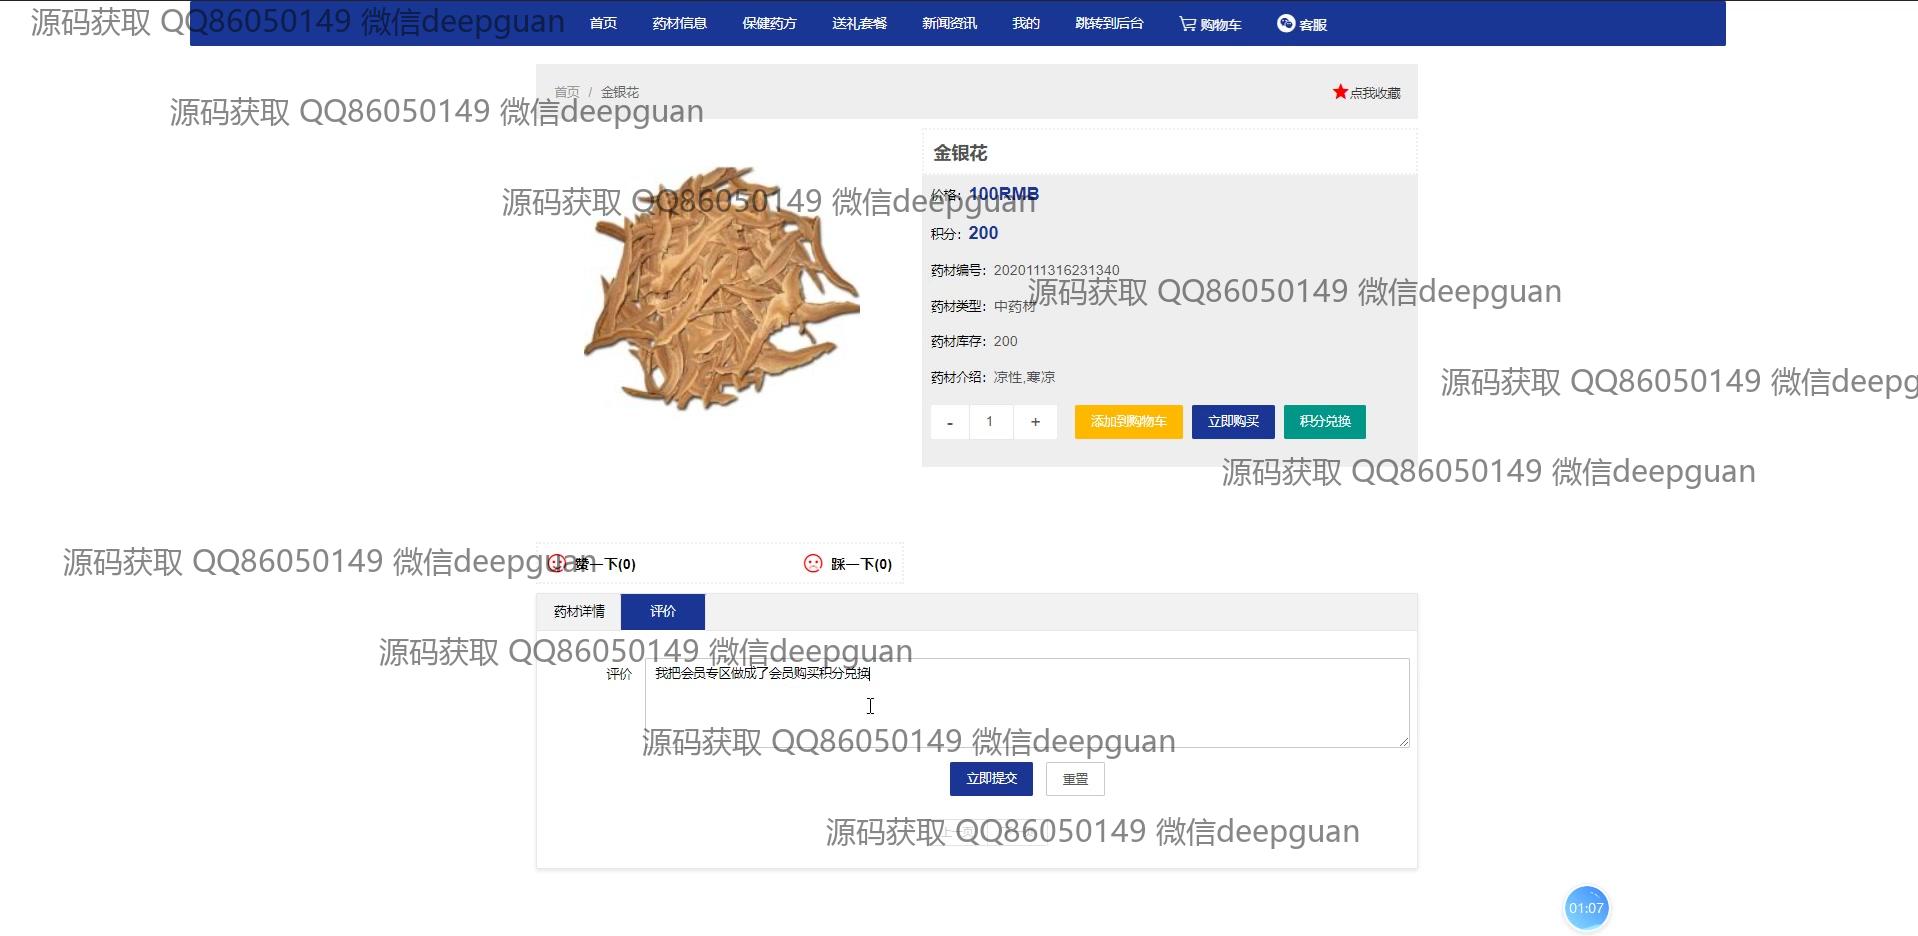 源码获取 QQ86050149 微信deepguan
首页 药材信息 保健药方 送礼套餐 新闻资讯 我的 跳转到后台 购物车 客服
首页 / 金银花
点我收藏
源码获取 QQ86050149 微信deepguan
金银花
价格：100RMB
源码获取 QQ86050149 微信deepguan
积分：200
药材编号：2020111316231340
源码获取 QQ86050149 微信deepguan
药材类型：中药材
药材库存：200
药材介绍：凉性,寒凉
源码获取 QQ86050149 微信deepg
- 1 + 添加到购物车 立即购买 积分兑换
源码获取 QQ86050149 微信deepguan
源码获取 QQ86050149 微信deepguan
赞一下(0) 踩一下(0)
药材详情 评价
源码获取 QQ86050149 微信deepguan
评价 我把会员专区做成了会员购买积分兑换
源码获取 QQ86050149 微信deepguan
立即提交 重置
上一页
源码获取 QQ86050149 微信deepguan
01:07